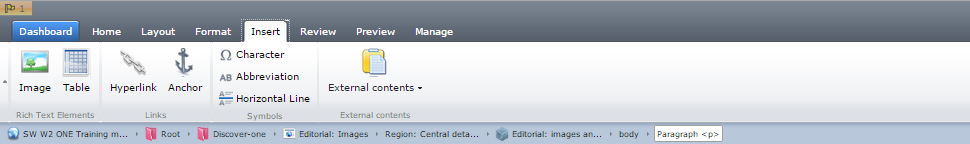 1
Dashboard Home Layout Format Insert Review Preview Manage
Character
Abbreviation
Image Table Hyperlink Anchor External contents
Horizontal Line
Rich Text Elements Links Symbols External contents
SW W2 ONE Training m... Root Discover-one Editorial: Images Region: Central deta... Editorial: images an... body Paragraph <p>